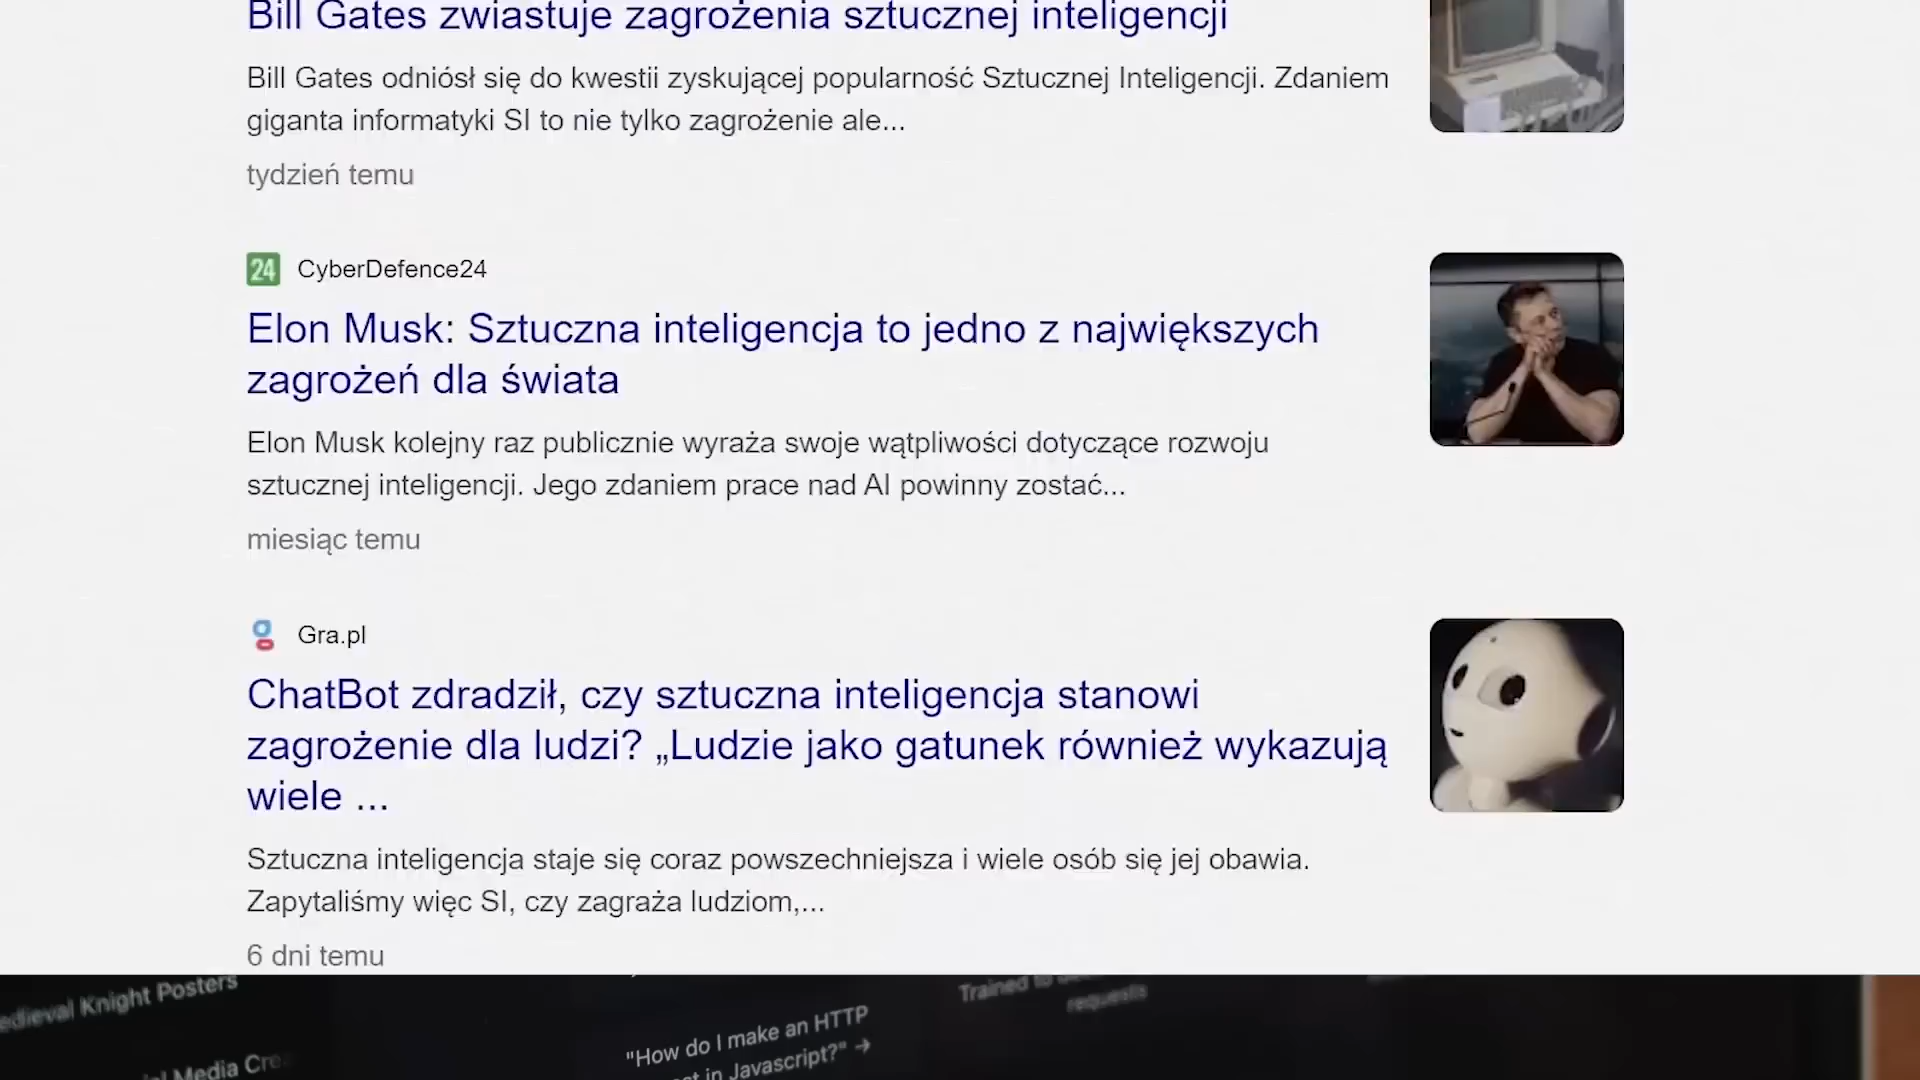 Bill Gates zwiastuje zagrożenia sztucznej inteligencji
Bill Gates odniósł się do kwestii zyskującej popularność Sztucznej Inteligencji. Zdaniem
giganta informatyki SI to nie tylko zagrożenie ale...
tydzień temu
24 CyberDefence24
Elon Musk: Sztuczna inteligencja to jedno z największych
zagrożeń dla świata
Elon Musk kolejny raz publicznie wyraża swoje wątpliwości dotyczące rozwoju
sztucznej inteligencji. Jego zdaniem prace nad AI powinny zostać...
miesiąc temu
Gra.pl
ChatBot zdradził, czy sztuczna inteligencja stanowi
zagrożenie dla ludzi? „Ludzie jako gatunek również wykazują
wiele ...
Sztuczna inteligencja staje się coraz powszechniejsza i wiele osób się jej obawia.
Zapytaliśmy więc SI, czy zagraża ludziom,...
6 dni temu
Knight Posters
Media
Trained to
requests
"How do I make an HTTP
in Javascript?" →